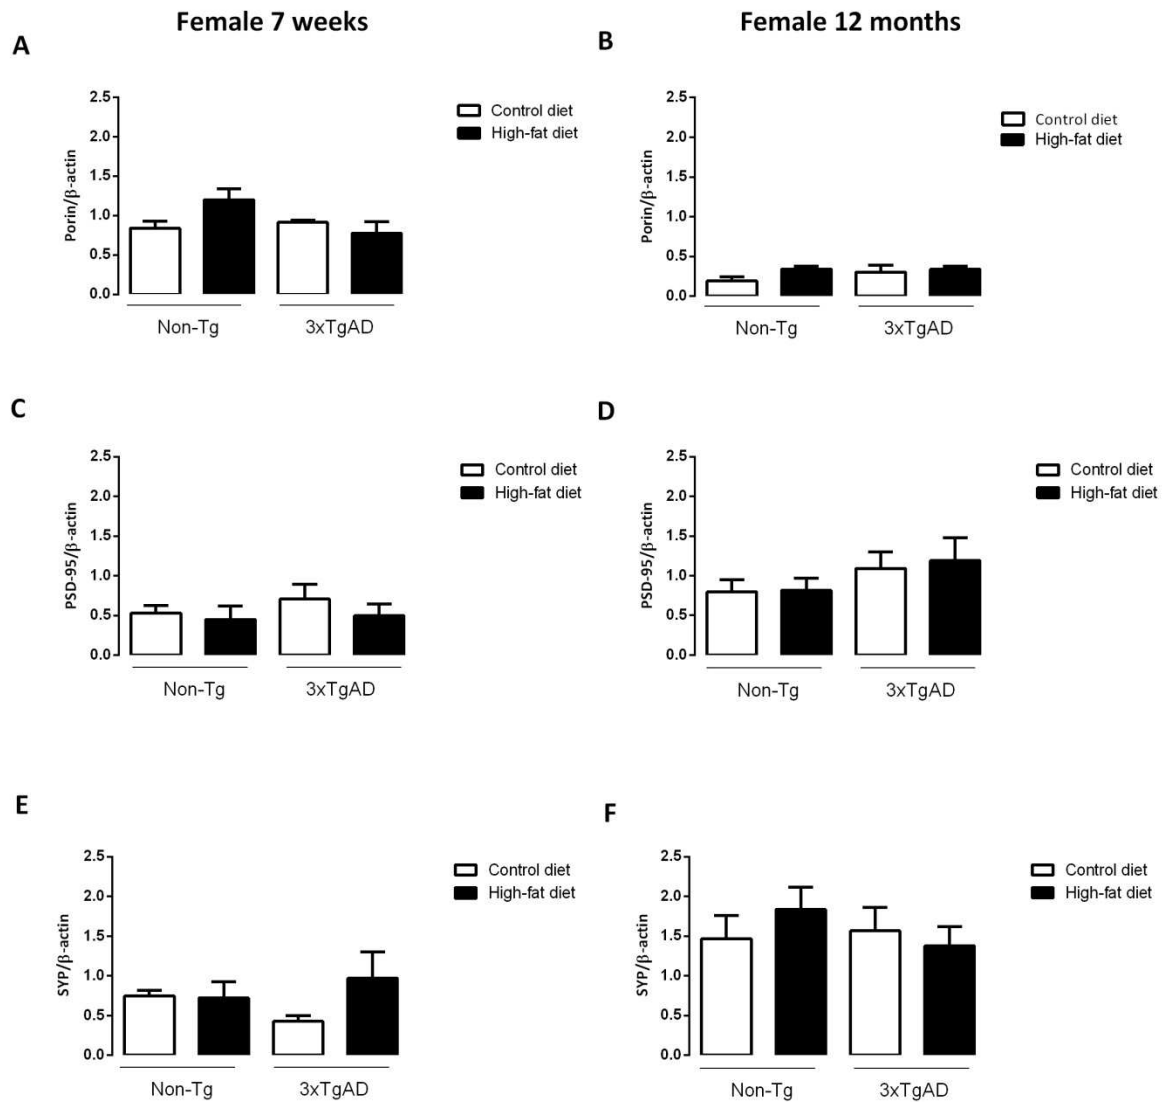 Female 7 weeks
Female 12 months
A
2.5
2.0
1.5
1.0
0.5
0.0
Porin/β-actin
Control diet
High-fat diet
Non-Tg
3xTgAD
B
2.5
2.0
1.5
1.0
0.5
0.0
Porin/β-actin
Control diet
High-fat diet
Non-Tg
3xTgAD
C
2.5
2.0
1.5
1.0
0.5
0.0
PSD-95/β-actin
Control diet
High-fat diet
Non-Tg
3xTgAD
D
2.5
2.0
1.5
1.0
0.5
0.0
PSD-95/β-actin
Control diet
High-fat diet
Non-Tg
3xTgAD
E
2.5
2.0
1.5
1.0
0.5
0.0
SYP/β-actin
Control diet
High-fat diet
Non-Tg
3xTgAD
F
2.5
2.0
1.5
1.0
0.5
0.0
SYP/β-actin
Control diet
High-fat diet
Non-Tg
3xTgAD